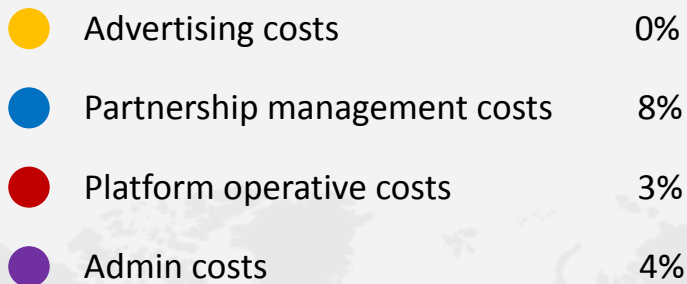 Advertising costs 0%
Partnership management costs 8%
Platform operative costs 3%
Admin costs 4%